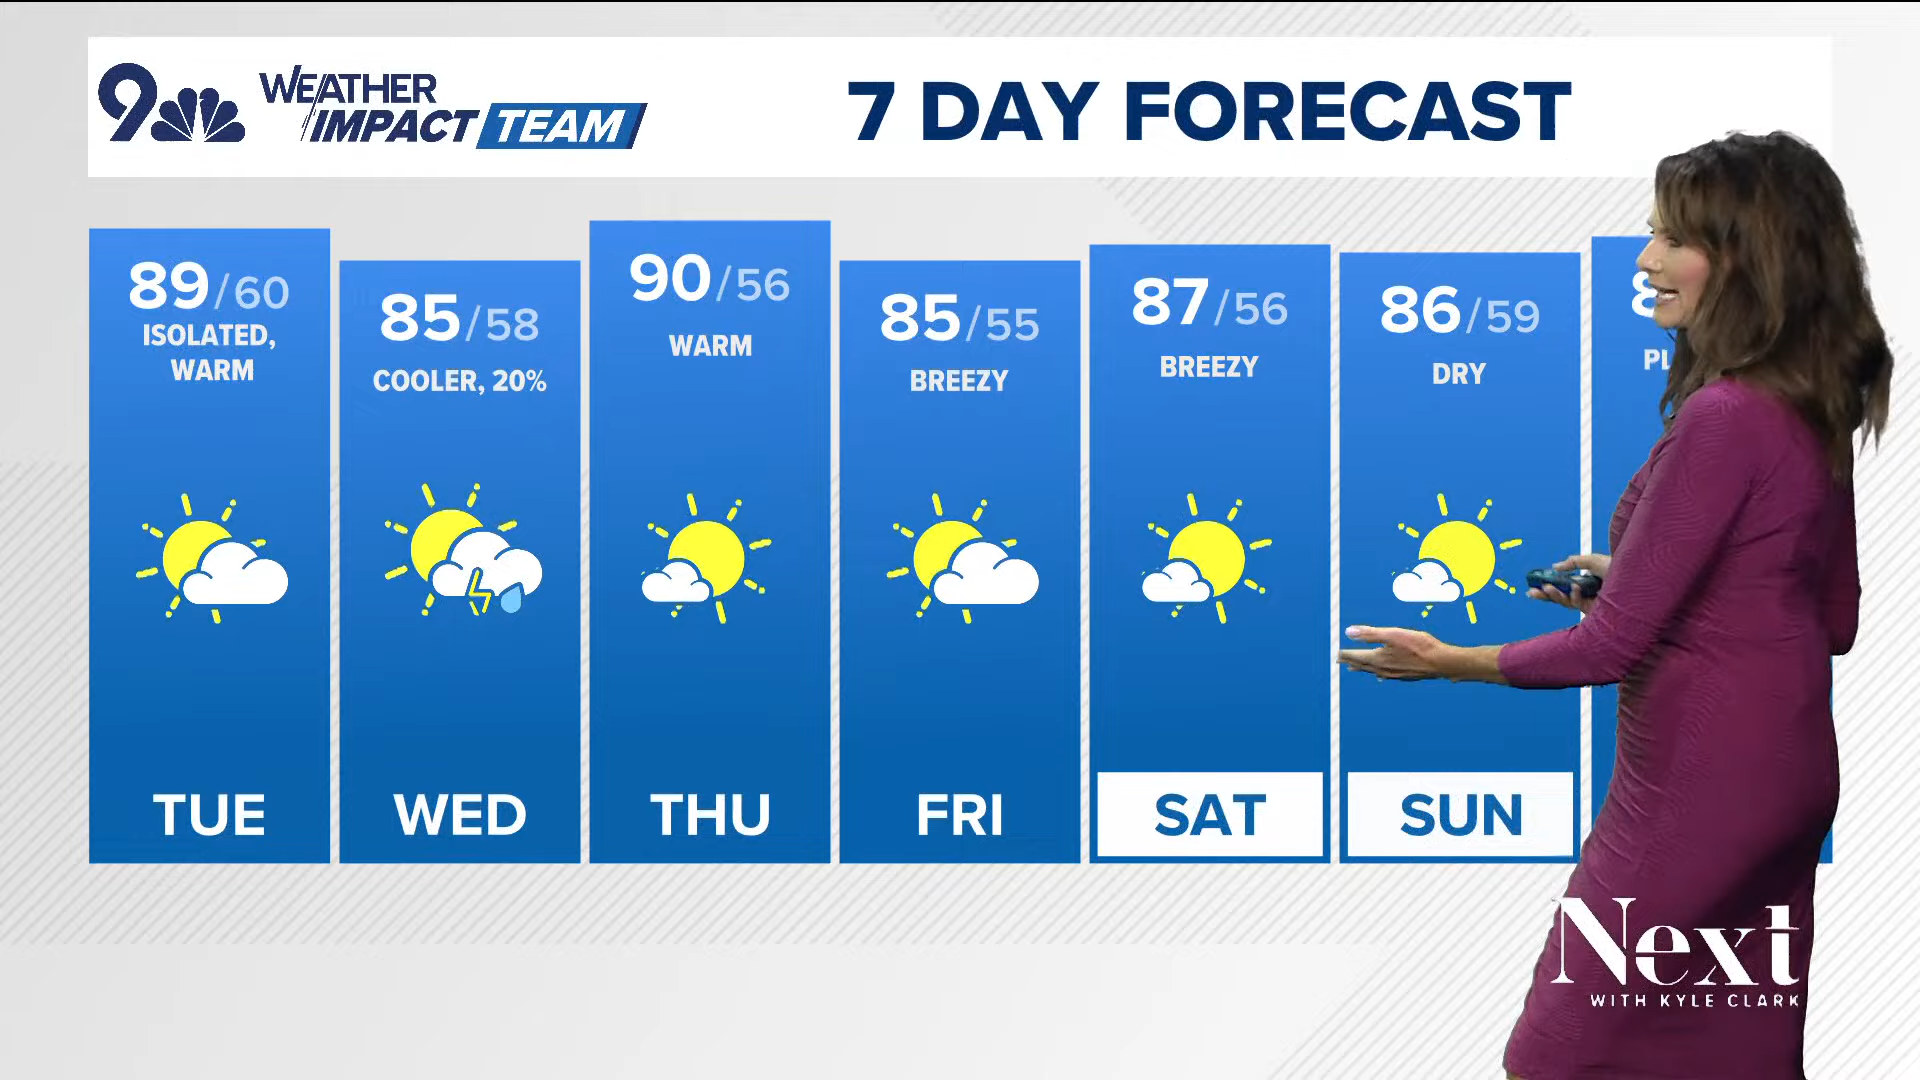 9
WEATHER
IMPACT TEAM
7 DAY FORECAST
89/60
ISOLATED,
WARM
TUE
85/58
COOLER, 20%
WED
90/56
WARM
THU
85/55
BREEZY
FRI
87/56
BREEZY
SAT
86/59
DRY
SUN
Next
WITH KYLE CLARK